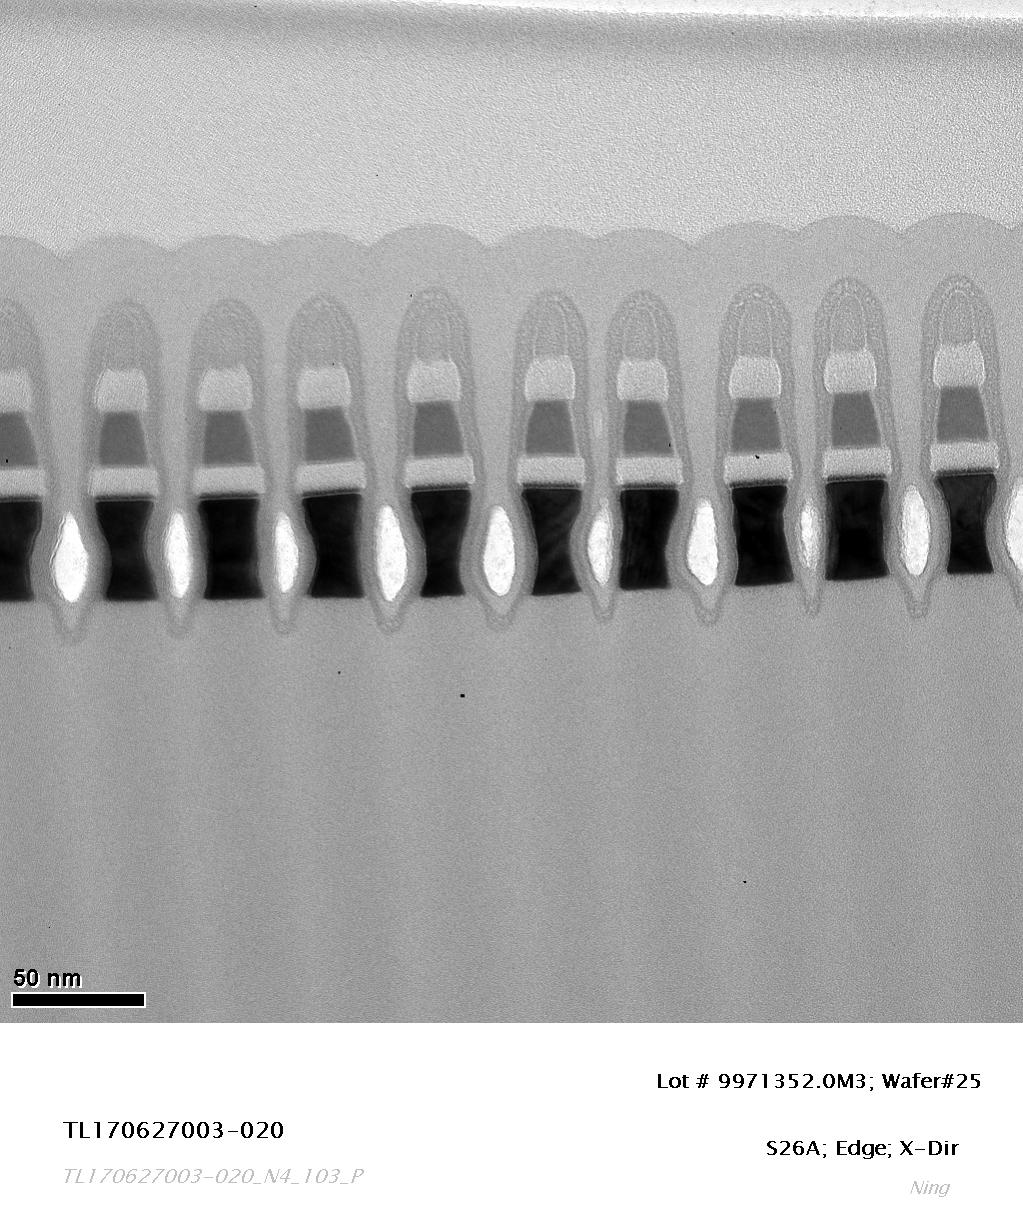 50 nm
Lot # 9971352.0M3; Wafer#25
TL170627003-020
S26A; Edge; X-Dir
TL170627003-020_N4_103_P
Ning